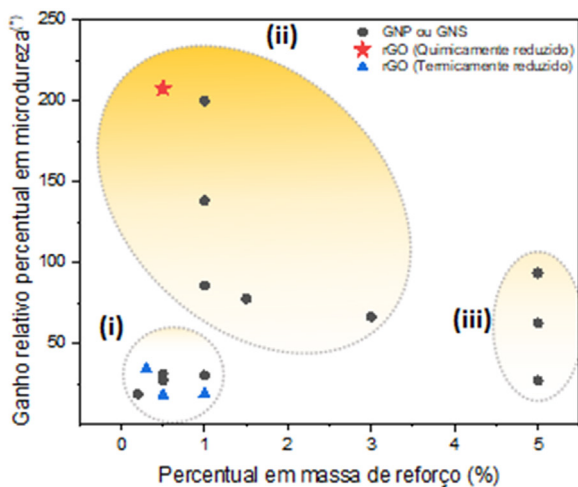 Ganho relativo percentual em microdureza(*)
250
200
150
100
50
(ii)
GNP ou GNS
rGO (Quimicamente reduzido)
rGO (Termicamente reduzido)
(i)
(iii)
0 1 2 3 4 5
Percentual em massa de reforço (%)